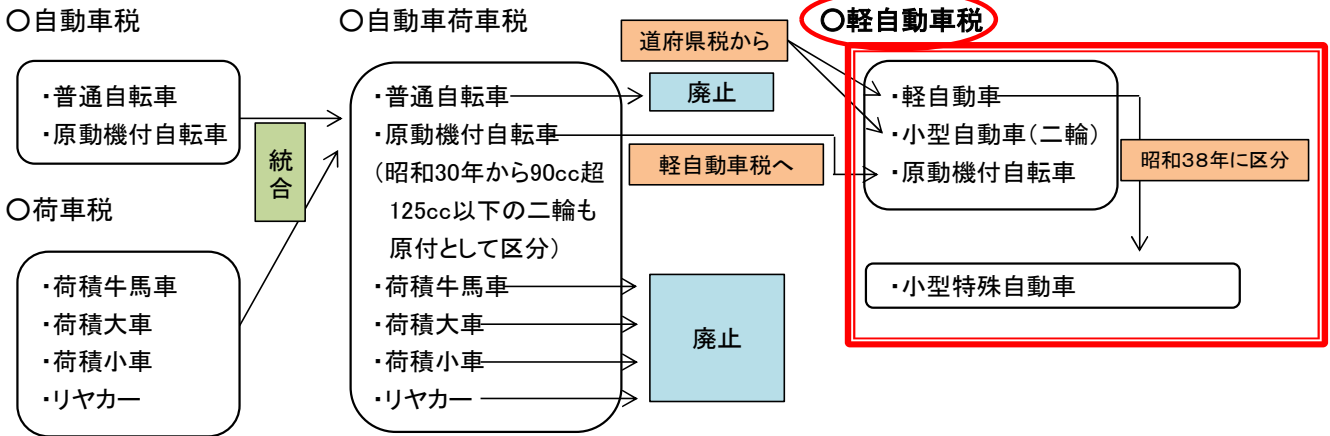 〇自動車税
・普通自転車
・原動機付自転車
〇荷車税
・荷積牛馬車
・荷積大車
・荷積小車
・リヤカー
統合
〇自動車荷車税
・普通自転車
・原動機付自転車
（昭和30年から90cc超
125cc以下の二輪も
原付として区分）
・荷積牛馬車
・荷積大車
・荷積小車
・リヤカー
道府県税から
廃止
軽自動車税へ
廃止
〇軽自動車税
・軽自動車
・小型自動車（二輪）
・原動機付自転車
昭和38年に区分
・小型特殊自動車